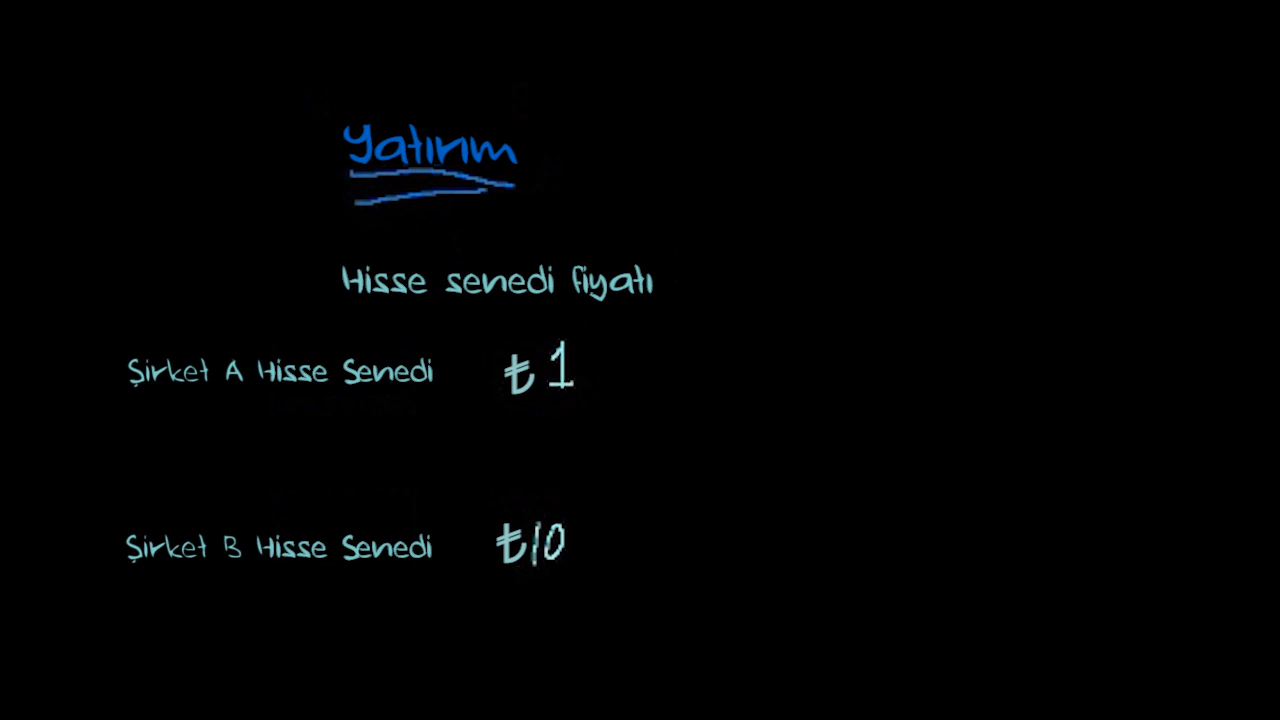 Yatırım
Hisse senedi fiyatı
Şirket A Hisse Senedi ₺ 1
Şirket B Hisse Senedi ₺10